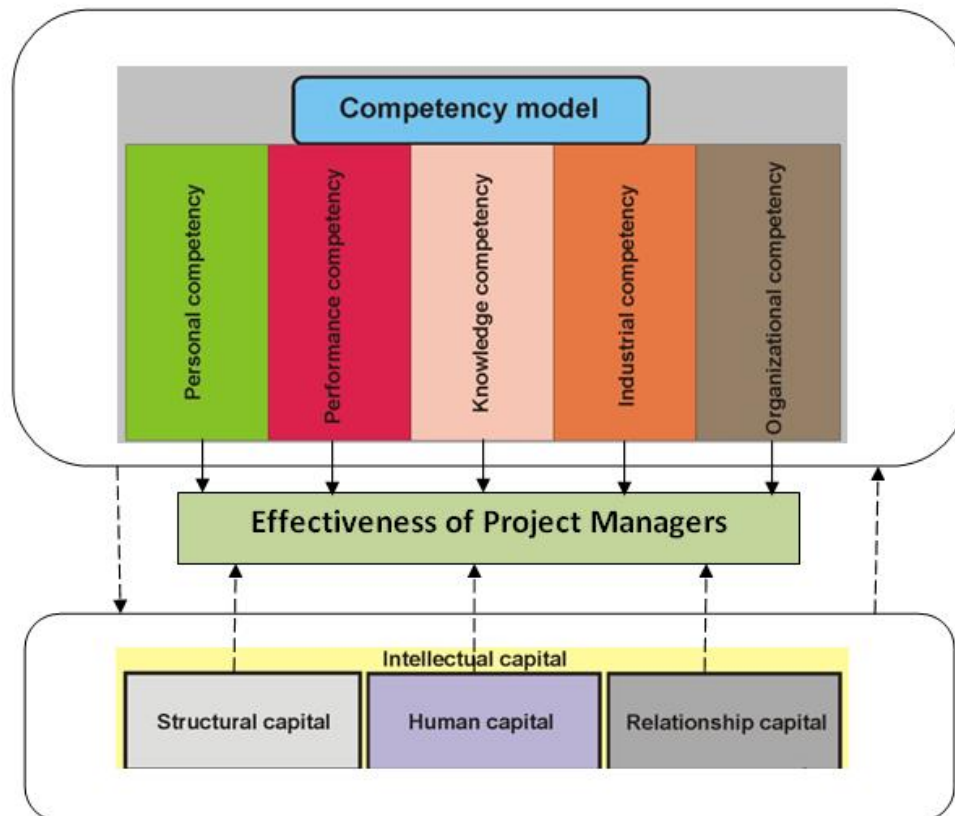 Competency model
Personal competency
Performance competency
Knowledge competency
Industrial competency
Organizational competency
Effectiveness of Project Managers
Intellectual capital
Structural capital
Human capital
Relationship capital